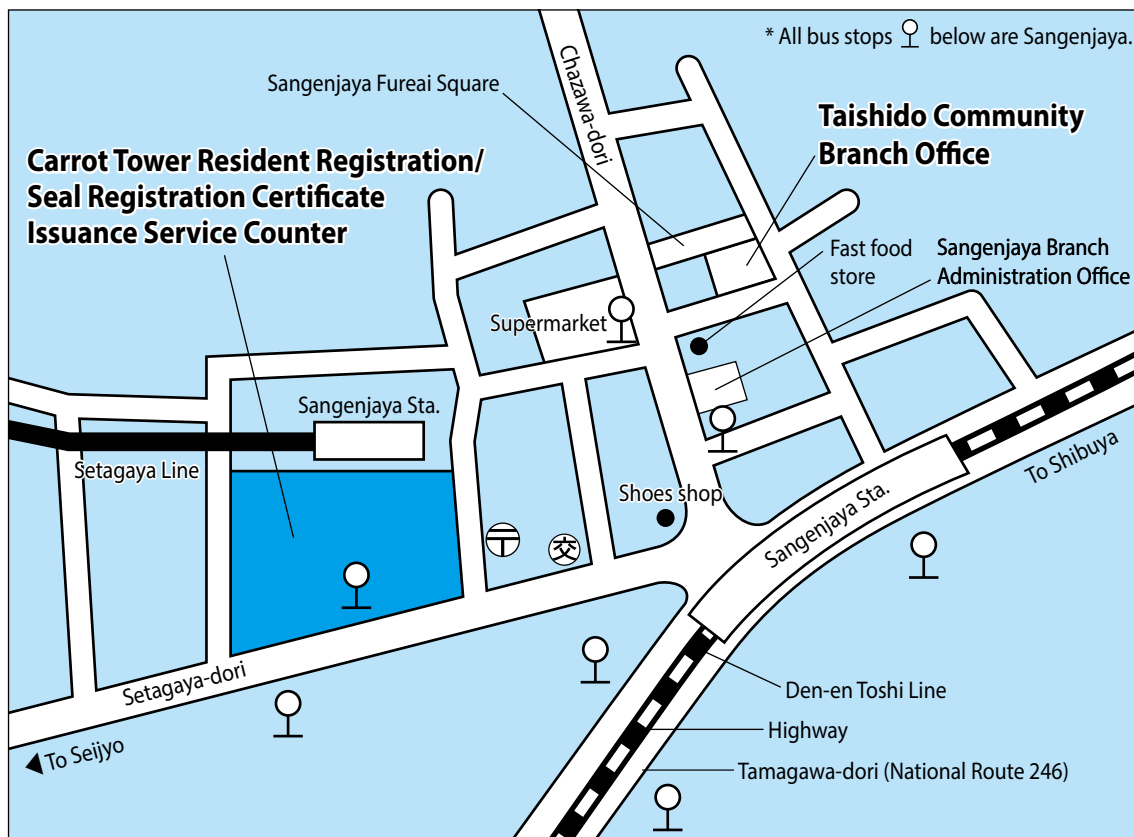 * All bus stops below are Sangenjaya.
Chazawa-dori
Sangenjaya Fureai Square
Taishido Community
Branch Office
Carrot Tower Resident Registration/
Seal Registration Certificate
Issuance Service Counter
Fast food
store
Sangenjaya Branch
Administration Office
Supermarket
Sangenjaya Sta.
Setagaya Line
To Shibuya
Shoes shop
Sangenjaya Sta.
〒
交
Setagaya-dori
Den-en Toshi Line
Highway
To Seijyo
Tamagawa-dori (National Route 246)